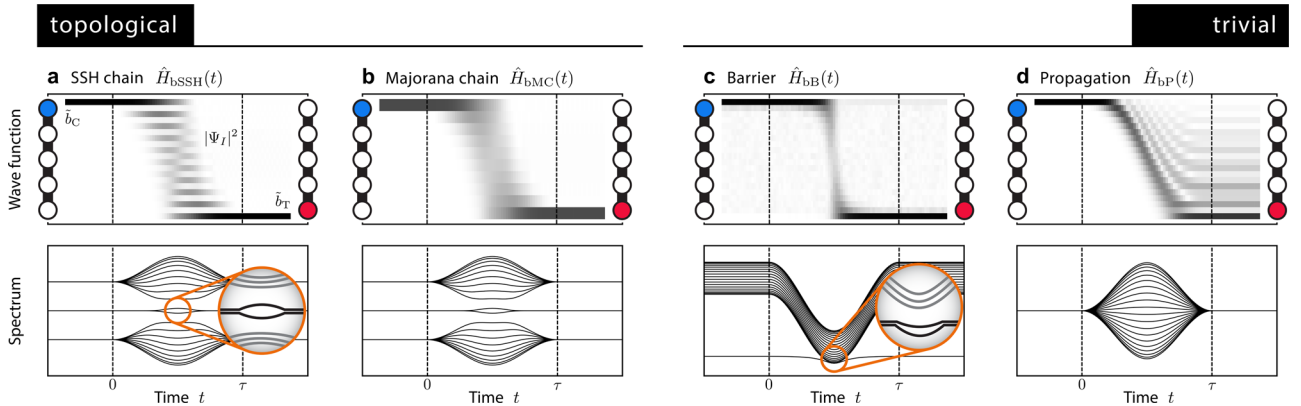 topological
trivial
a SSH chain Ĥ_bSSH(t)
b Majorana chain Ĥ_bMC(t)
c Barrier Ĥ_bB(t)
d Propagation Ĥ_bP(t)
Wave function
b̃_C
|Ψ_I|²
b̃_T
Spectrum
0 τ
0 τ
0 τ
0 τ
Time t
Time t
Time t
Time t